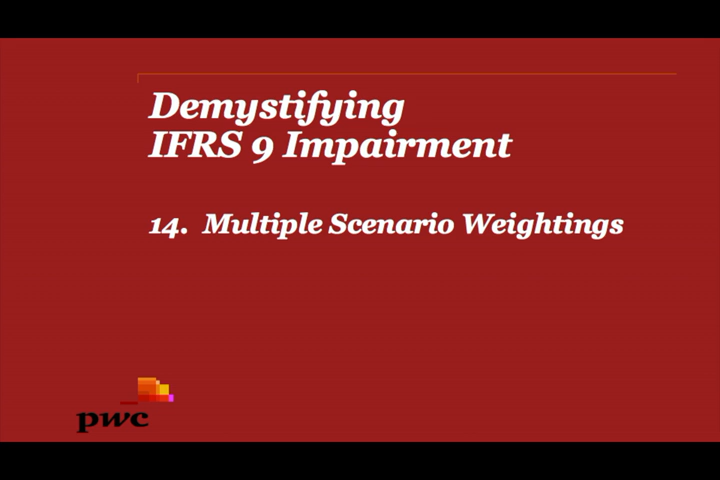 Demystifying
IFRS 9 Impairment
14. Multiple Scenario Weightings
pwc